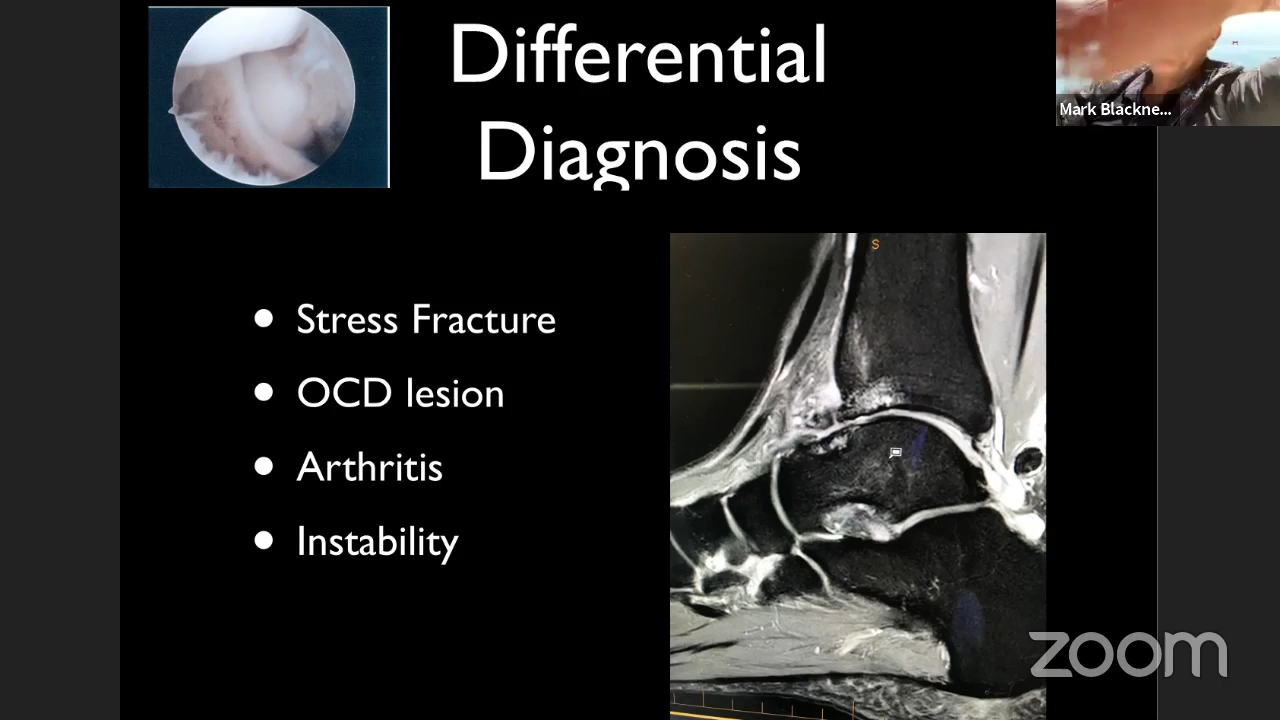 Differential
Diagnosis
Mark Blackne...
S
• Stress Fracture
• OCD lesion
• Arthritis
• Instability
zoom